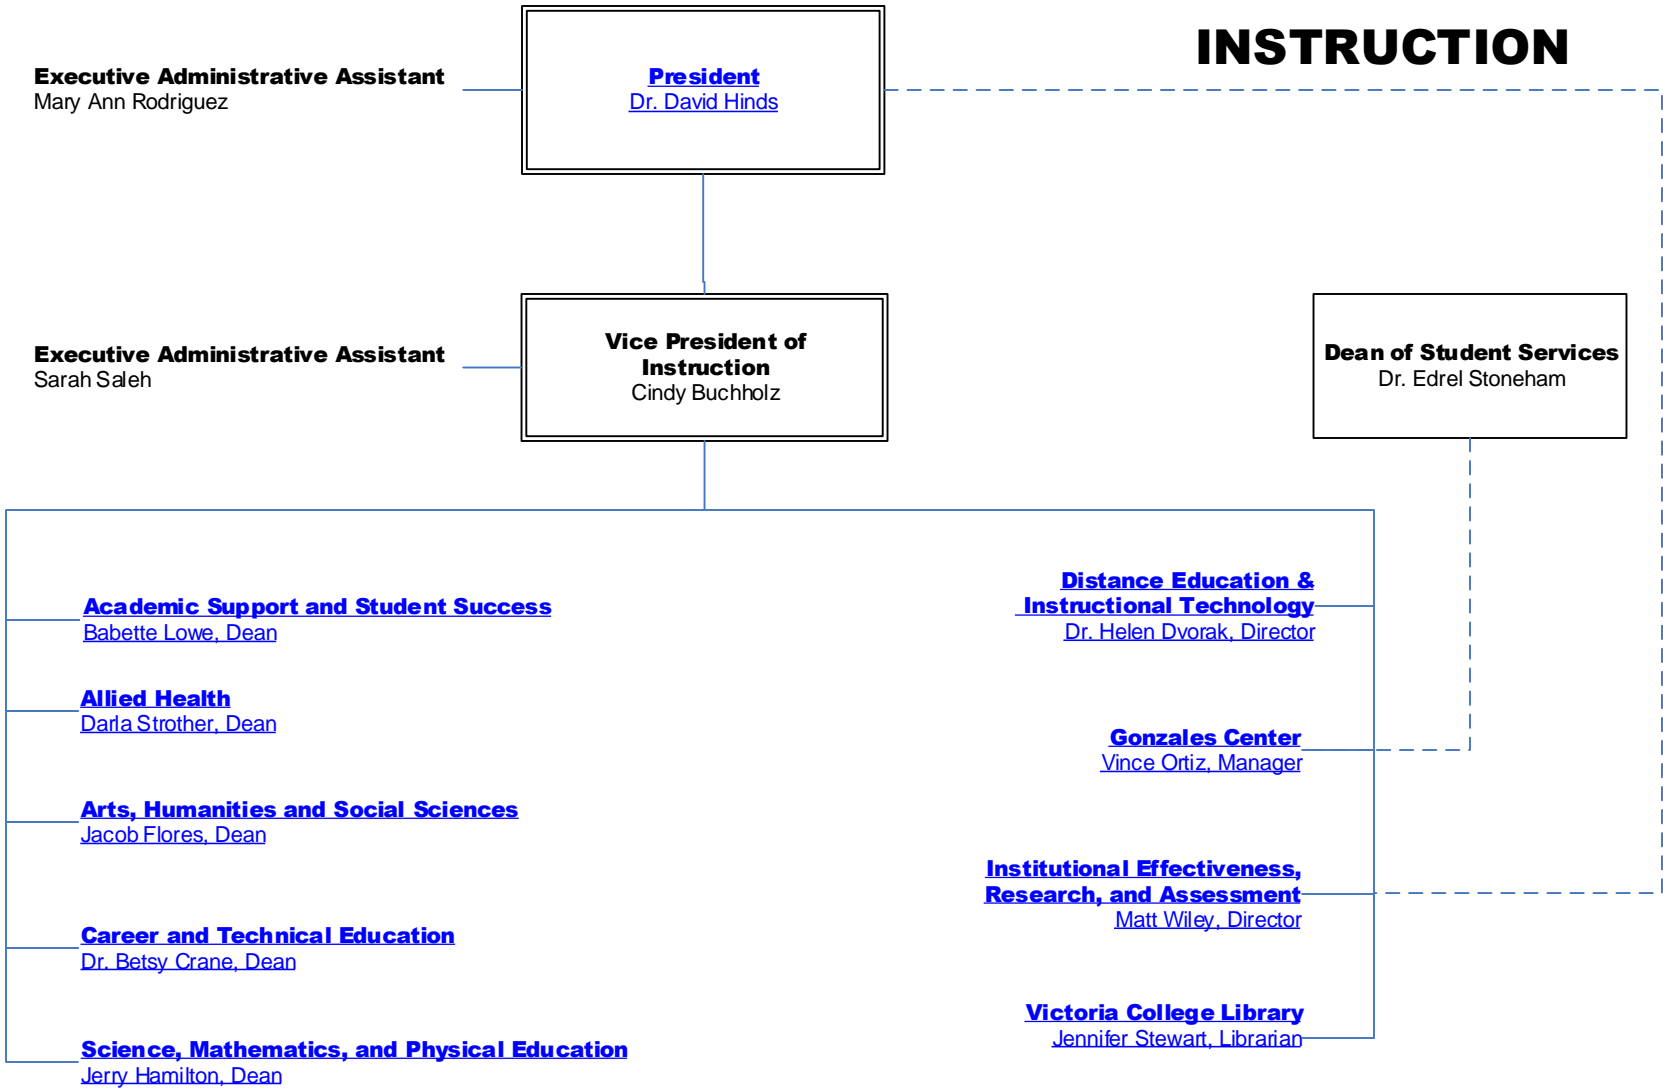 INSTRUCTION
Executive Administrative Assistant
Mary Ann Rodriguez
President
Dr. David Hinds
Executive Administrative Assistant
Sarah Saleh
Vice President of
Instruction
Cindy Buchholz
Dean of Student Services
Dr. Edrel Stoneham
Academic Support and Student Success
Babette Lowe, Dean
Allied Health
Darla Strother, Dean
Arts, Humanities and Social Sciences
Jacob Flores, Dean
Career and Technical Education
Dr. Betsy Crane, Dean
Science, Mathematics, and Physical Education
Jerry Hamilton, Dean
Distance Education &
Instructional Technology
Dr. Helen Dvorak, Director
Gonzales Center
Vince Ortiz, Manager
Institutional Effectiveness,
Research, and Assessment
Matt Wiley, Director
Victoria College Library
Jennifer Stewart, Librarian